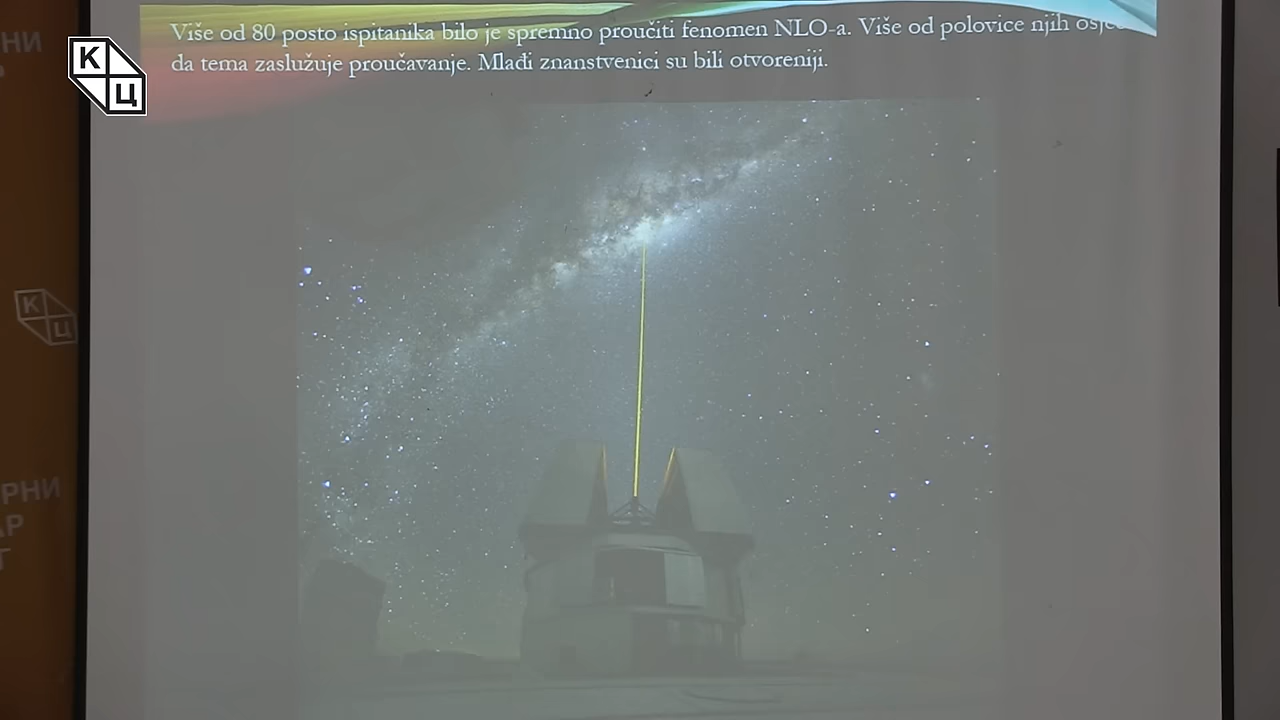 Više od 80 posto ispitanika bilo je spremno proučiti fenomen NLO-a. Više od polovice njih
da tema zaslužuje proučavanje. Mlađi znanstvenici su bili otvoreniji.
К
Ц
К
Ц